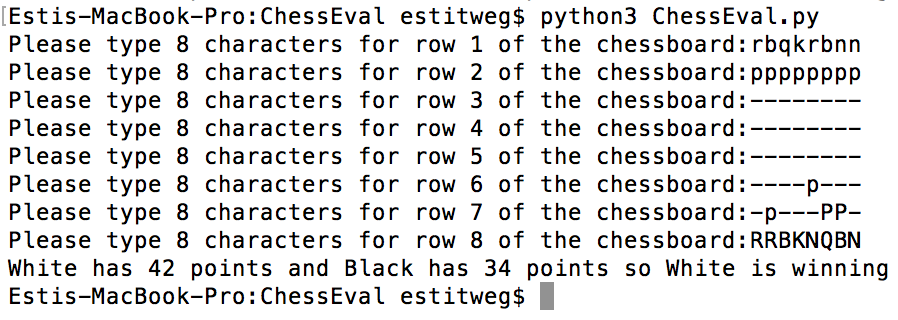 [Estis-MacBook-Pro:ChessEval estitweg$ python3 ChessEval.py
Please type 8 characters for row 1 of the chessboard:rbqkrbnn
Please type 8 characters for row 2 of the chessboard:pppppppp
Please type 8 characters for row 3 of the chessboard:--------
Please type 8 characters for row 4 of the chessboard:--------
Please type 8 characters for row 5 of the chessboard:--------
Please type 8 characters for row 6 of the chessboard:----p---
Please type 8 characters for row 7 of the chessboard:-p---PP-
Please type 8 characters for row 8 of the chessboard:RRBKNQBN
White has 42 points and Black has 34 points so White is winning
Estis-MacBook-Pro:ChessEval estitweg$